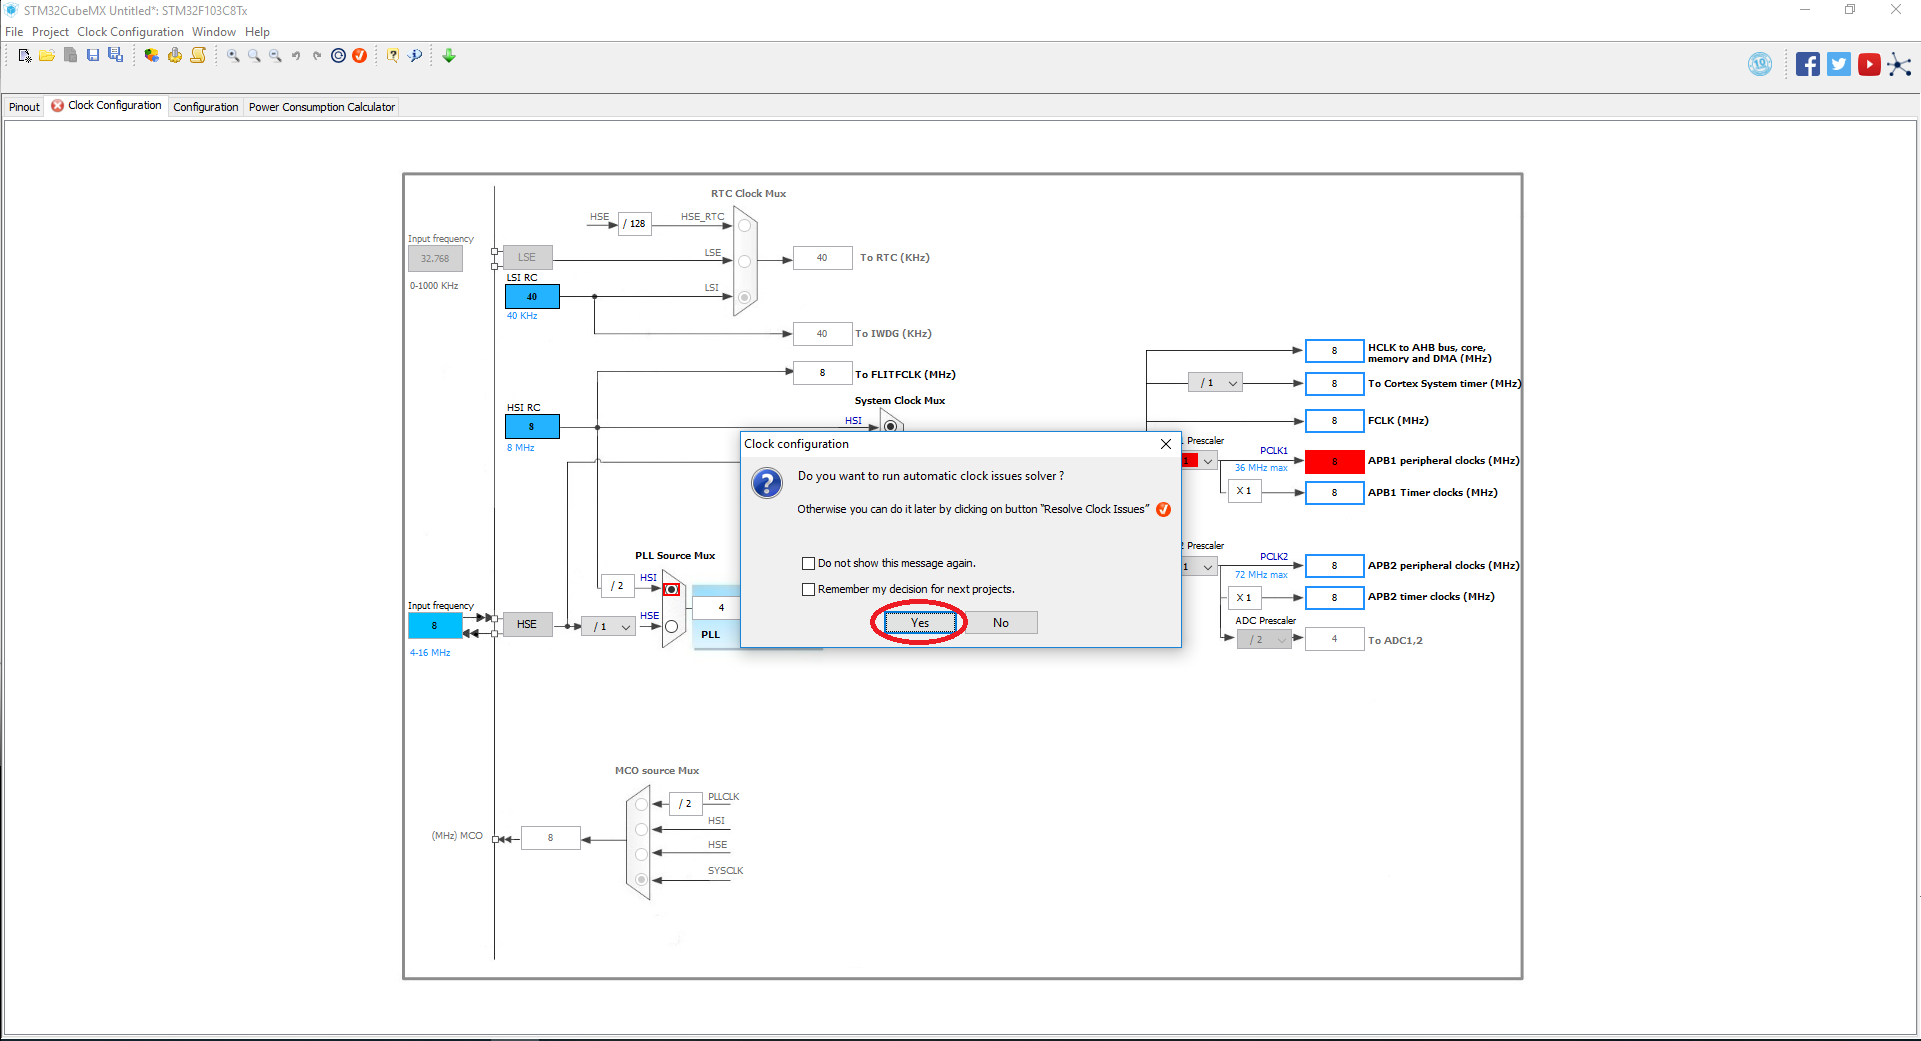 STM32CubeMX Untitled*: STM32F103C8Tx
File Project Clock Configuration Window Help
10
Pinout Clock Configuration Configuration Power Consumption Calculator
RTC Clock Mux
HSE / 128 HSE_RTC
Input frequency
32.768 LSE LSE 40 To RTC (KHz)
LSI RC
0-1000 KHz 40 LSI
40 KHz
40 To IWDG (KHz)
8 To FLITFCLK (MHz)
System Clock Mux
HSI RC HSI
8
8 MHz
8 HCLK to AHB bus, core,
memory and DMA (MHz)
/ 1 8 To Cortex System timer (MHz)
8 FCLK (MHz)
1 Prescaler PCLK1
1 36 MHz max 8 APB1 peripheral clocks (MHz)
X 1 8 APB1 Timer clocks (MHz)
Clock configuration
Do you want to run automatic clock issues solver ?
Otherwise you can do it later by clicking on button “Resolve Clock Issues”
Do not show this message again.
Remember my decision for next projects.
Yes No
2 Prescaler PCLK2
1 72 MHz max 8 APB2 peripheral clocks (MHz)
X 1 8 APB2 timer clocks (MHz)
ADC Prescaler
/ 2 4 To ADC1,2
PLL Source Mux
/ 2 HSI
4
Input frequency
8 HSE / 1 HSE
PLL
4-16 MHz
MCO source Mux
/ 2 PLLCLK
HSI
(MHz) MCO 8
HSE
SYSCLK